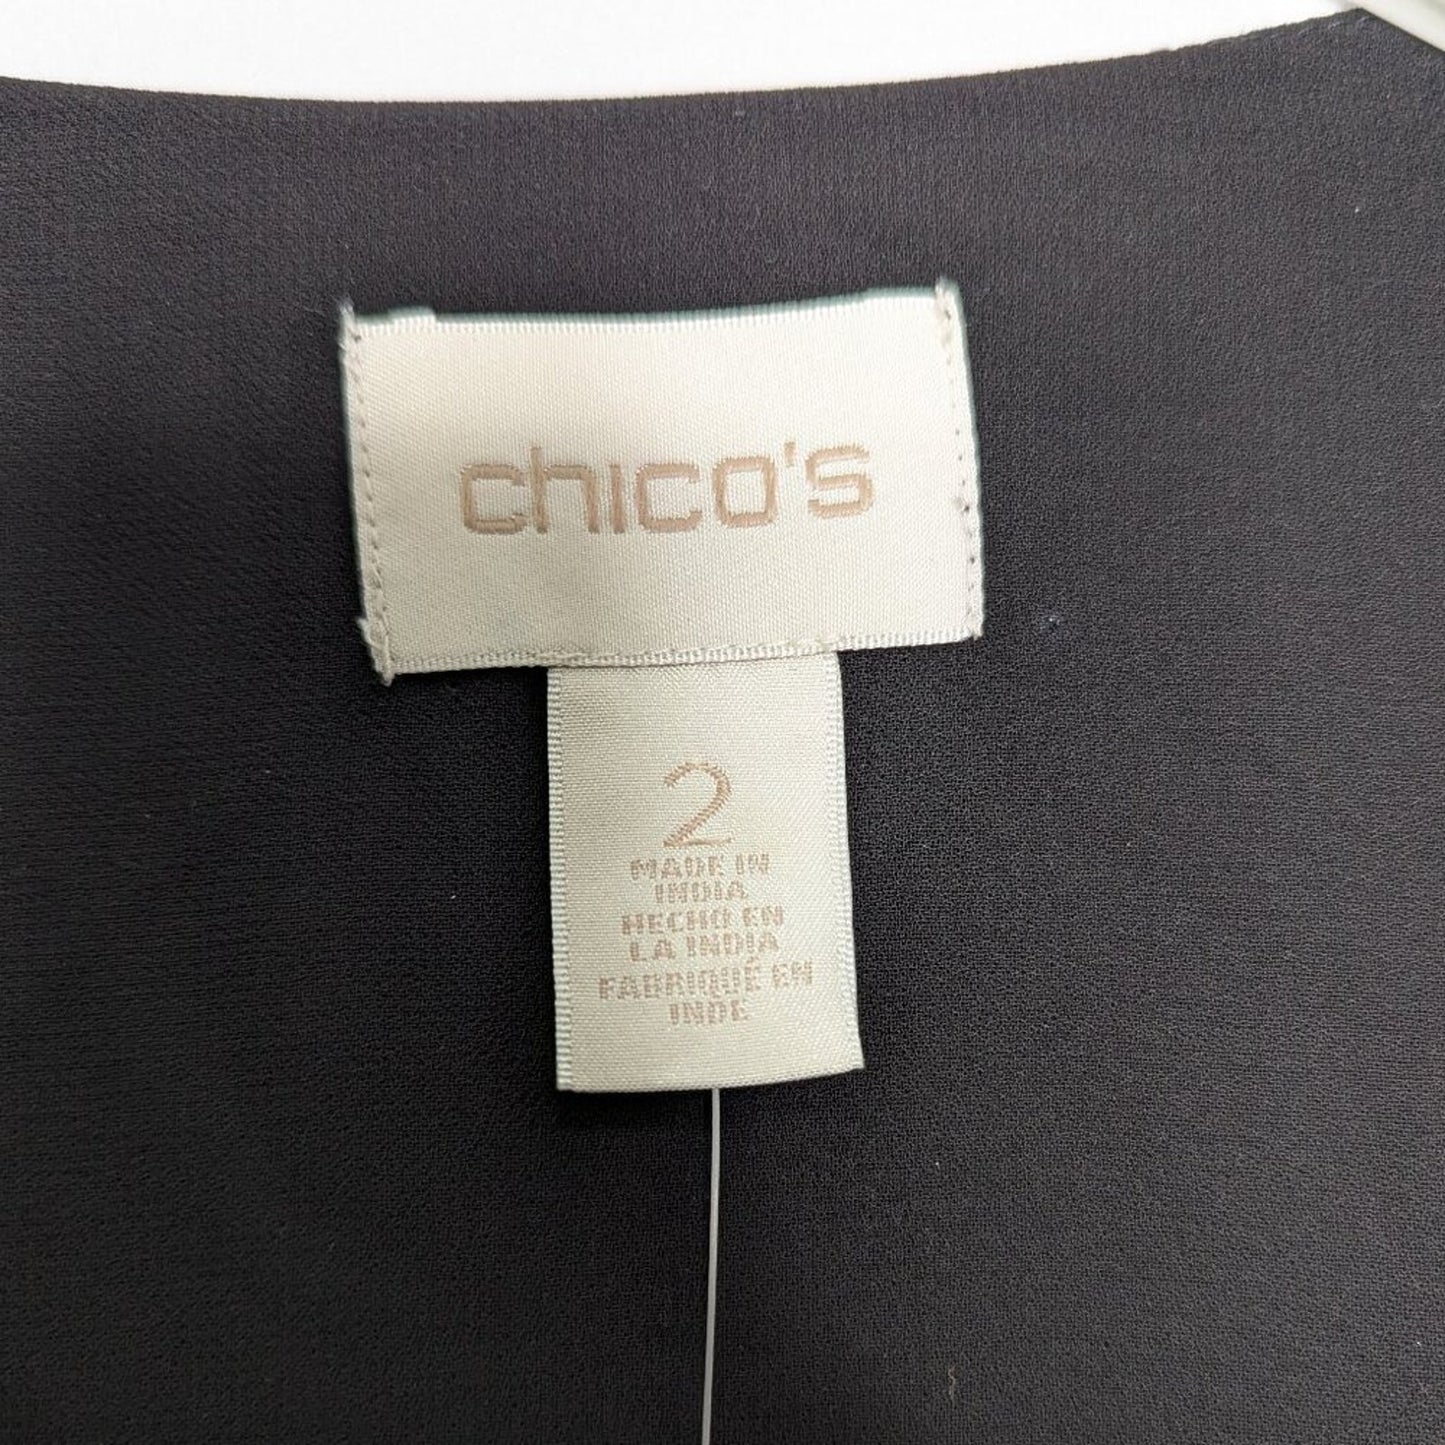 chico's
2
MADE IN
INDIA
HECHO EN
LA INDIA
FABRIQUÉ EN
INDE